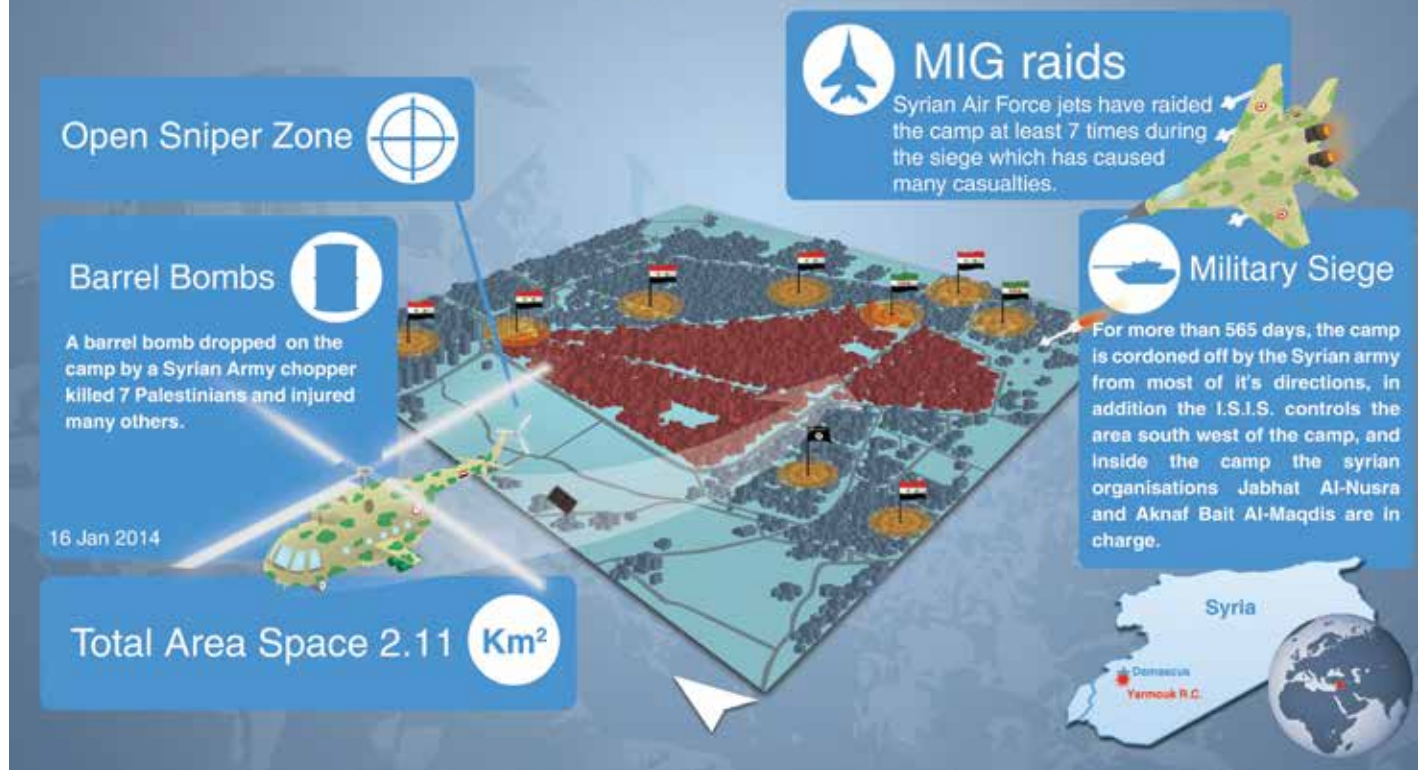 Open Sniper Zone
Barrel Bombs
A barrel bomb dropped on the
camp by a Syrian Army chopper
killed 7 Palestinians and injured
many others.
16 Jan 2014
Total Area Space 2.11 Km²
MIG raids
Syrian Air Force jets have raided
the camp at least 7 times during
the siege which has caused
many casualties.
Military Siege
For more than 565 days, the camp
is cordoned off by the Syrian army
from most of it's directions, in
addition the I.S.I.S. controls the
area south west of the camp, and
inside the camp the syrian
organisations Jabhat Al-Nusra
and Aknaf Bait Al-Maqdis are in
charge.
Syria
Damascus
Yarmouk R.C.